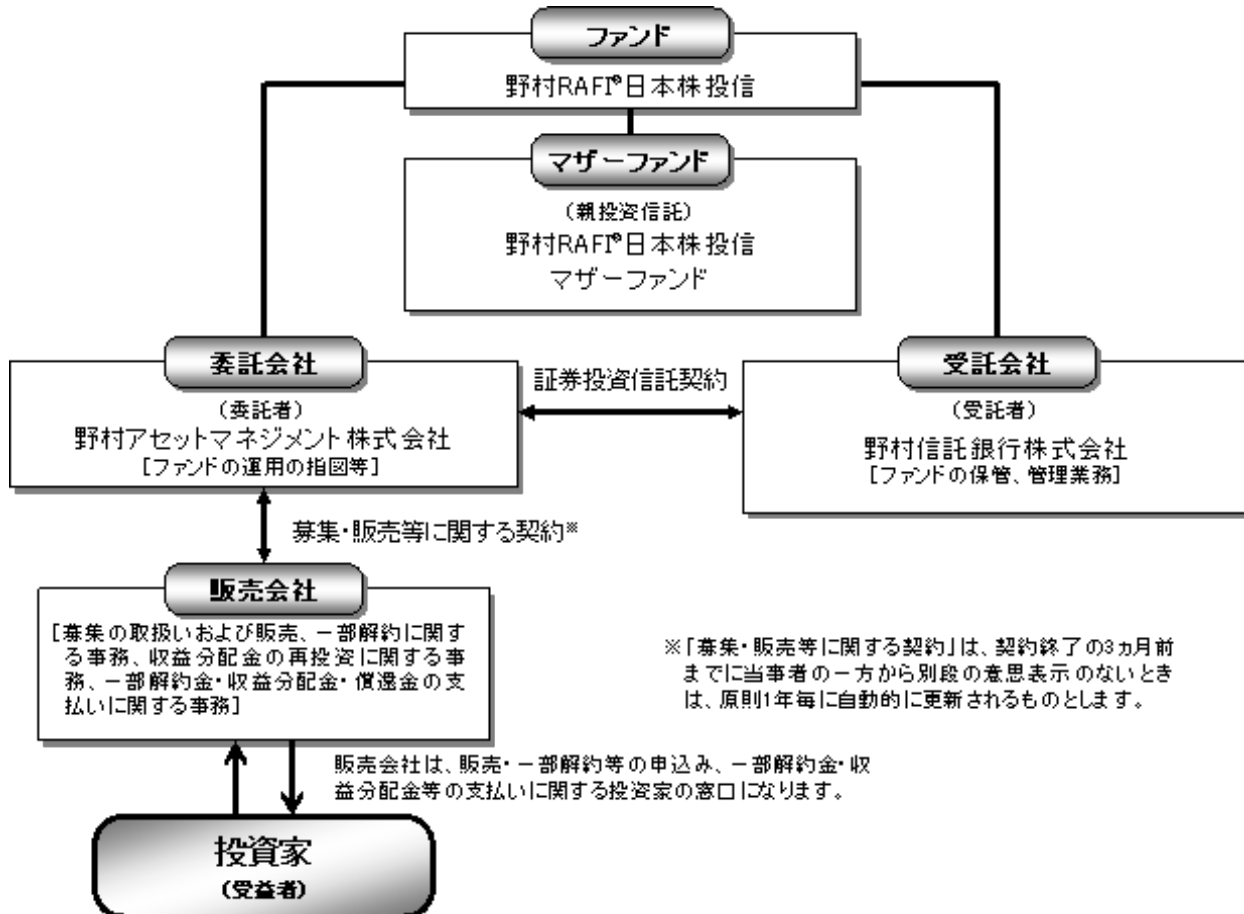 ファンド
野村RAFI®日本株投信
マザーファンド
（親投資信託）
野村RAFI®日本株投信
マザーファンド
委託会社
（委託者）
野村アセットマネジメント株式会社
［ファンドの運用の指図等］
証券投資信託契約
受託会社
（受託者）
野村信託銀行株式会社
［ファンドの保管、管理業務］
募集・販売等に関する契約※
販売会社
［募集の取扱いおよび販売、一部解約に関す
る事務、収益分配金の再投資に関する事
務、一部解約金・収益分配金・償還金の支
払いに関する事務］
※「募集・販売等に関する契約」は、契約終了の3ヵ月前
までに当事者の一方から別段の意思表示のないとき
は、原則1年毎に自動的に更新されるものとします。
販売会社は、販売・一部解約等の申込み、一部解約金・収
益分配金等の支払いに関する投資家の窓口になります。
投資家
（受益者）